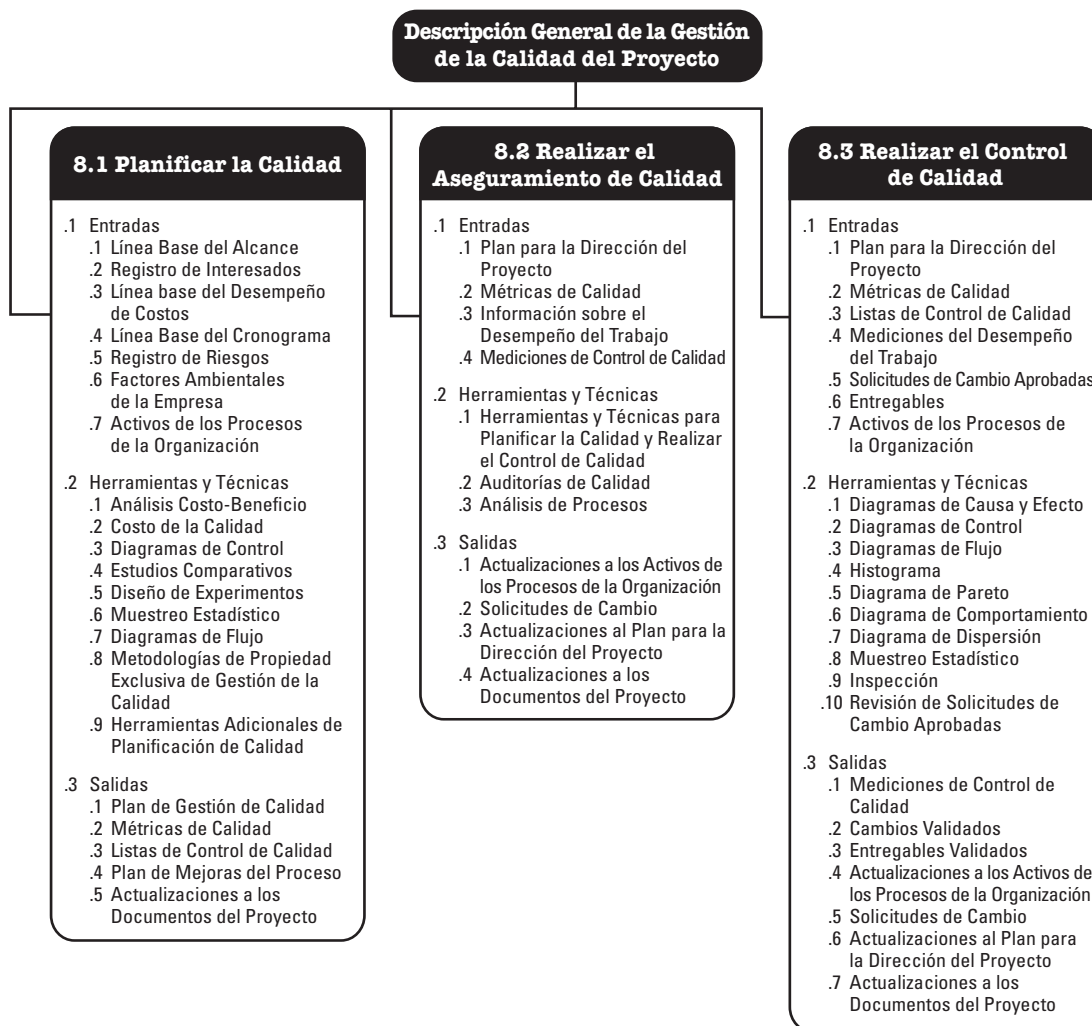 Descripción General de la Gestión
de la Calidad del Proyecto
8.1 Planificar la Calidad
.1 Entradas
.1 Línea Base del Alcance
.2 Registro de Interesados
.3 Línea base del Desempeño
de Costos
.4 Línea Base del Cronograma
.5 Registro de Riesgos
.6 Factores Ambientales
de la Empresa
.7 Activos de los Procesos
de la Organización
.2 Herramientas y Técnicas
.1 Análisis Costo-Beneficio
.2 Costo de la Calidad
.3 Diagramas de Control
.4 Estudios Comparativos
.5 Diseño de Experimentos
.6 Muestreo Estadístico
.7 Diagramas de Flujo
.8 Metodologías de Propiedad
Exclusiva de Gestión de la
Calidad
.9 Herramientas Adicionales de
Planificación de Calidad
.3 Salidas
.1 Plan de Gestión de Calidad
.2 Métricas de Calidad
.3 Listas de Control de Calidad
.4 Plan de Mejoras del Proceso
.5 Actualizaciones a los
Documentos del Proyecto
8.2 Realizar el
Aseguramiento de Calidad
.1 Entradas
.1 Plan para la Dirección del
Proyecto
.2 Métricas de Calidad
.3 Información sobre el
Desempeño del Trabajo
.4 Mediciones de Control de Calidad
.2 Herramientas y Técnicas
.1 Herramientas y Técnicas para
Planificar la Calidad y Realizar
el Control de Calidad
.2 Auditorías de Calidad
.3 Análisis de Procesos
.3 Salidas
.1 Actualizaciones a los Activos de
los Procesos de la Organización
.2 Solicitudes de Cambio
.3 Actualizaciones al Plan para la
Dirección del Proyecto
.4 Actualizaciones a los
Documentos del Proyecto
8.3 Realizar el Control
de Calidad
.1 Entradas
.1 Plan para la Dirección del
Proyecto
.2 Métricas de Calidad
.3 Listas de Control de Calidad
.4 Mediciones del Desempeño
del Trabajo
.5 Solicitudes de Cambio Aprobadas
.6 Entregables
.7 Activos de los Procesos de
la Organización
.2 Herramientas y Técnicas
.1 Diagramas de Causa y Efecto
.2 Diagramas de Control
.3 Diagramas de Flujo
.4 Histograma
.5 Diagrama de Pareto
.6 Diagrama de Comportamiento
.7 Diagrama de Dispersión
.8 Muestreo Estadístico
.9 Inspección
.10 Revisión de Solicitudes de
Cambio Aprobadas
.3 Salidas
.1 Mediciones de Control de
Calidad
.2 Cambios Validados
.3 Entregables Validados
.4 Actualizaciones a los Activos de
los Procesos de la Organización
.5 Solicitudes de Cambio
.6 Actualizaciones al Plan para
la Dirección del Proyecto
.7 Actualizaciones a los
Documentos del Proyecto